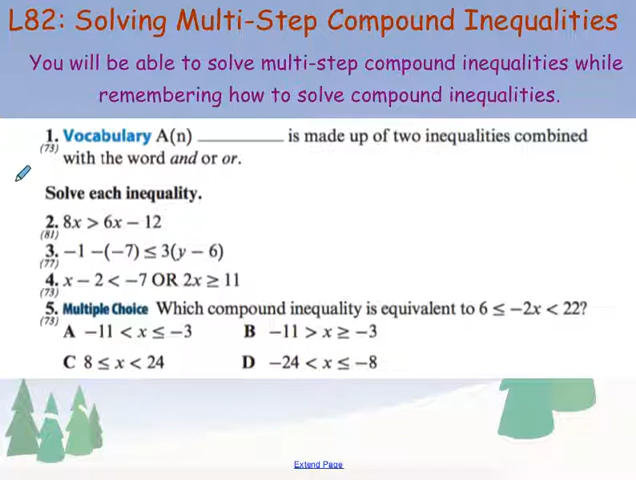 L82: Solving Multi-Step Compound Inequalities
You will be able to solve multi-step compound inequalities while
remembering how to solve compound inequalities.
1. Vocabulary A(n) __________ is made up of two inequalities combined
(73) with the word and or or.
Solve each inequality.
2. 8x > 6x − 12
(81)
3. −1 −(−7) ≤ 3(y − 6)
(77)
4. x − 2 < −7 OR 2x ≥ 11
(73)
5. Multiple Choice Which compound inequality is equivalent to 6 ≤ −2x < 22?
(73)
A −11 < x ≤ −3 B −11 > x ≥ −3
C 8 ≤ x < 24 D −24 < x ≤ −8
Extend Page